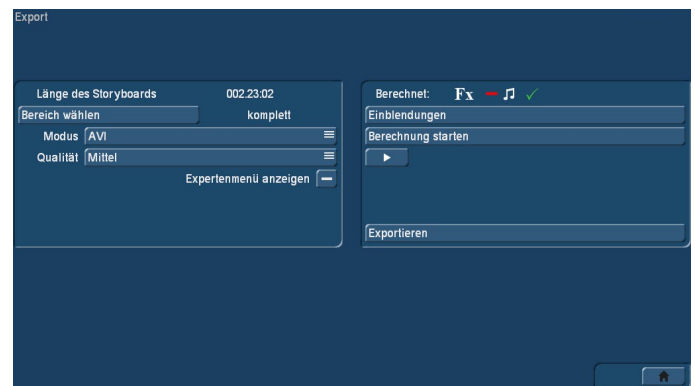 Export
Länge des Storyboards 002.23:02
Bereich wählen komplett
Modus AVI
Qualität Mittel
Expertenmenü anzeigen
Berechnet: Fx
Einblendungen
Berechnung starten
Exportieren